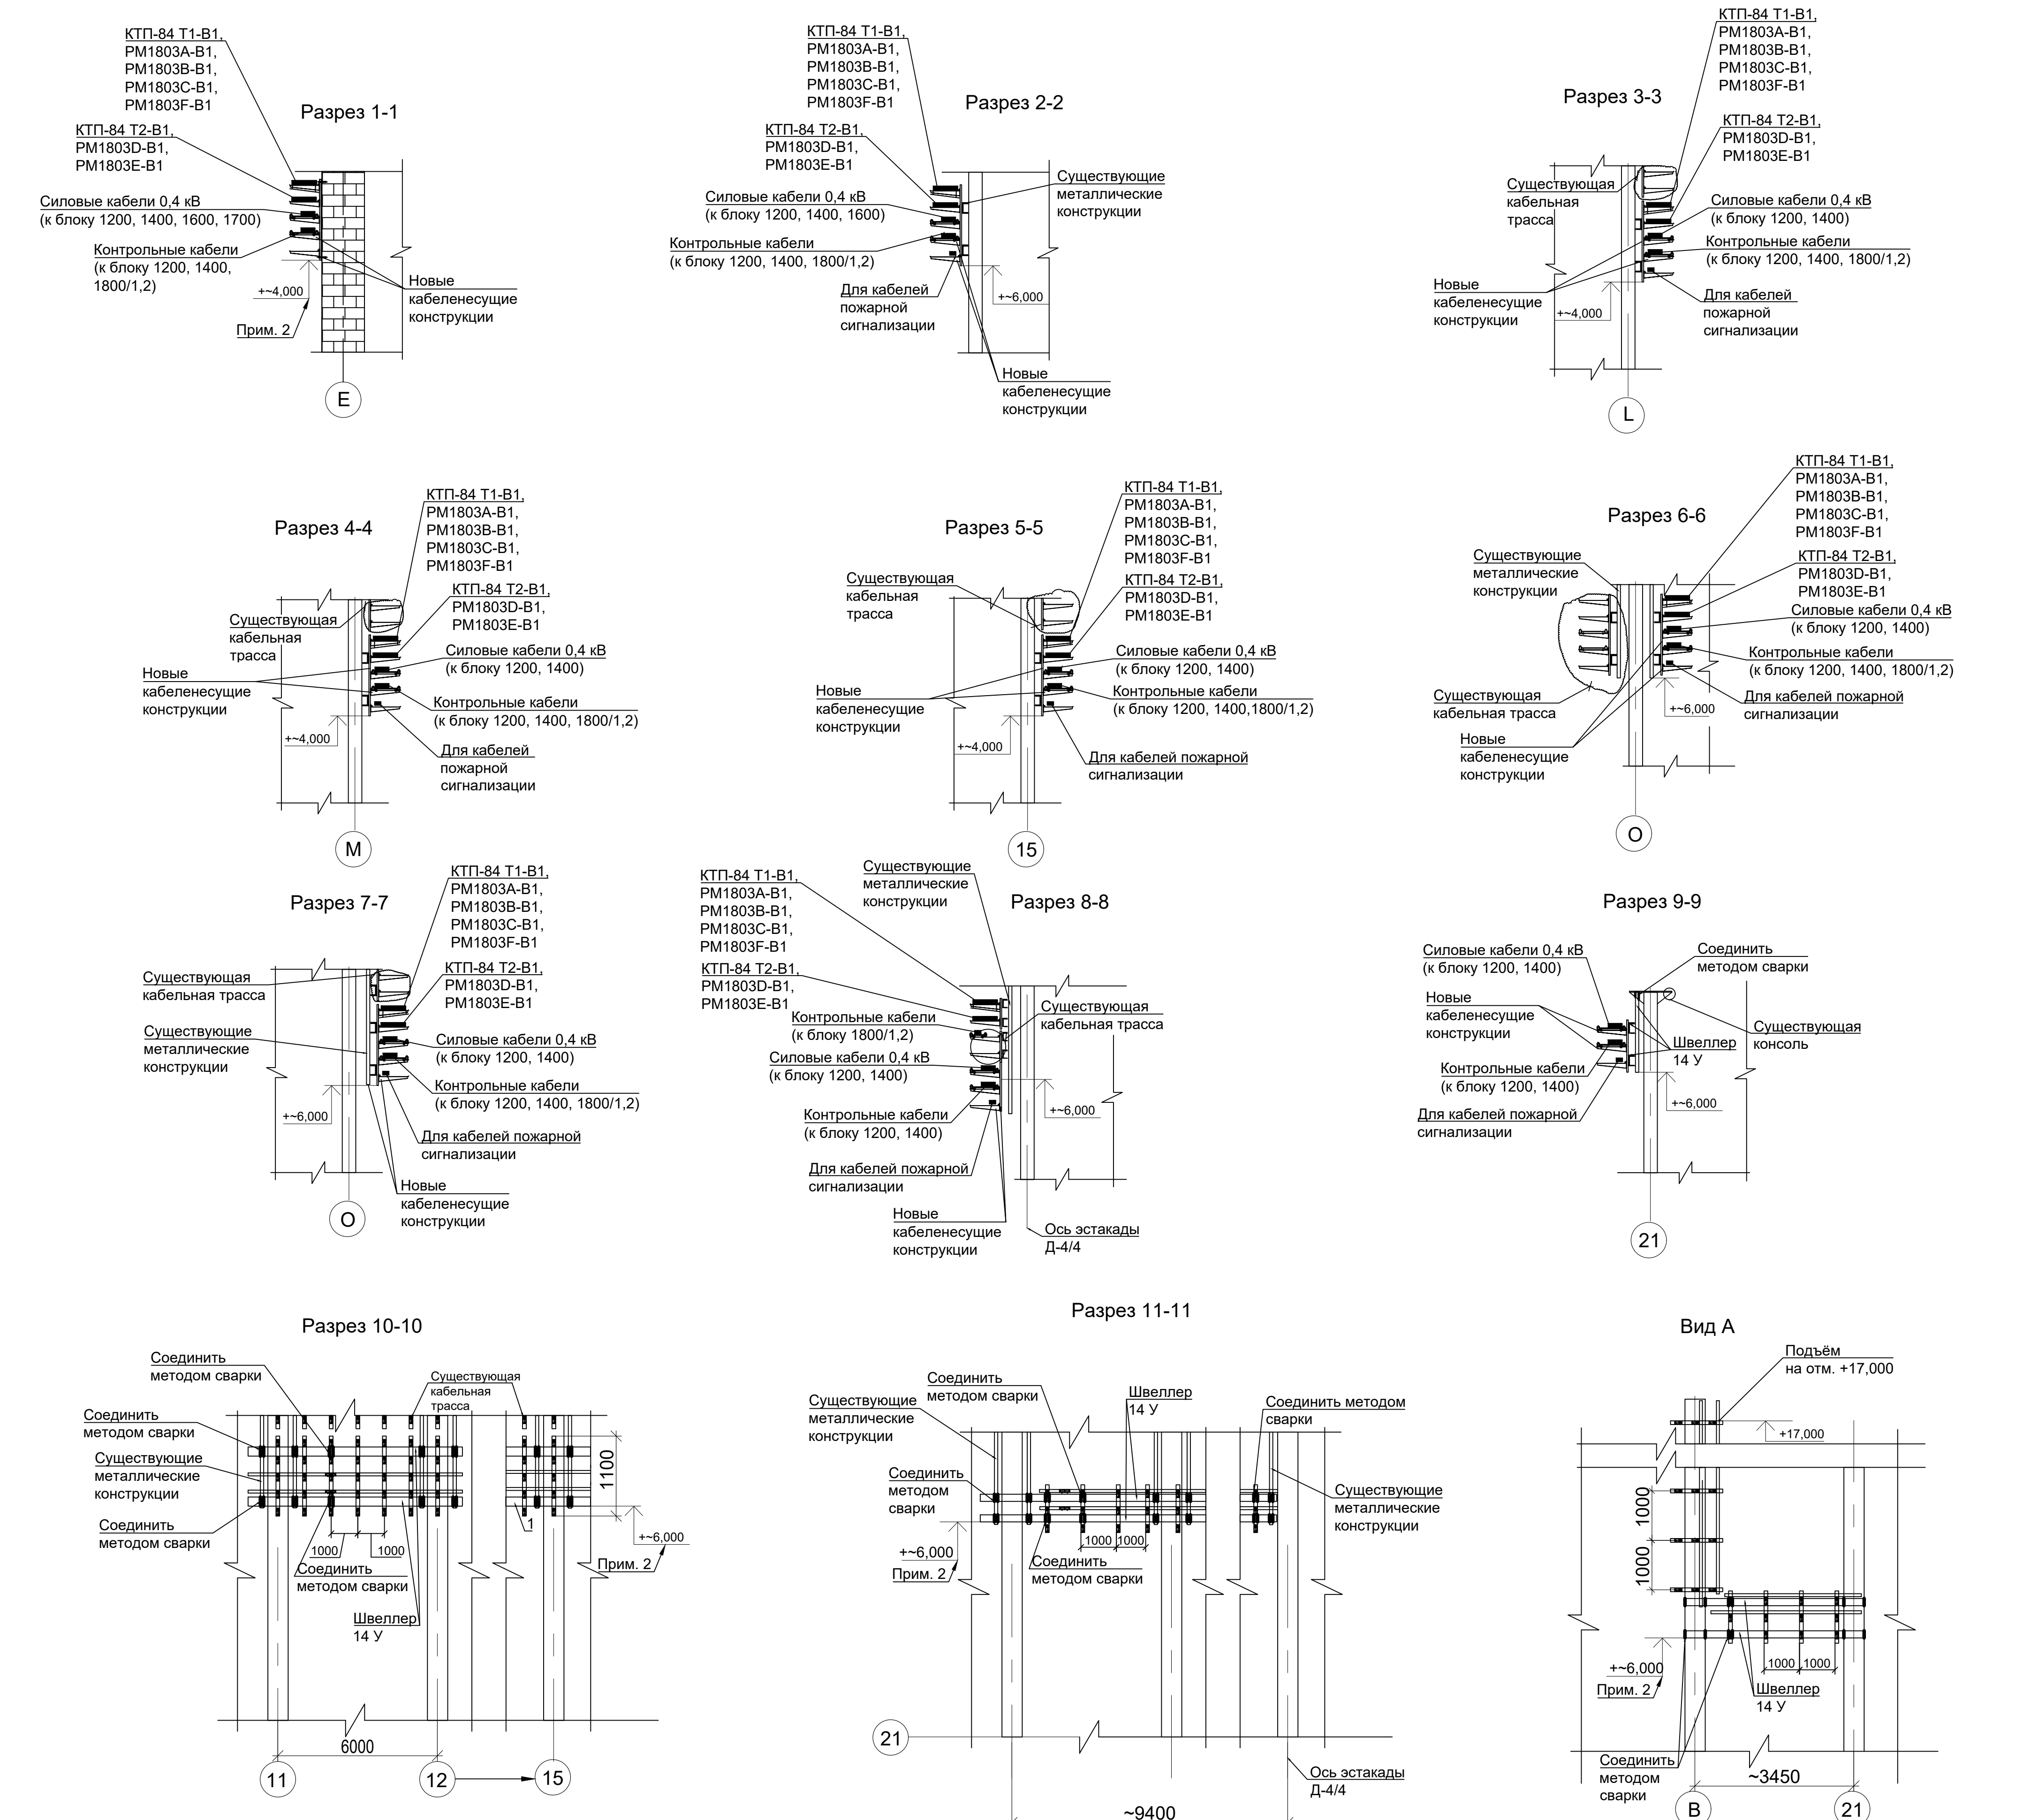 Разрез 1-1
КТП-84 Т1-В1,
РМ1803А-В1,
РМ1803В-В1,
РМ1803С-В1,
РМ1803F-В1
КТП-84 Т2-В1,
РМ1803D-В1,
РМ1803Е-В1
Силовые кабели 0,4 кВ
(к блоку 1200, 1400, 1600, 1700)
Контрольные кабели
(к блоку 1200, 1400,
1800/1,2)
+~4,000
Прим. 2
Новые
кабеленесущие
конструкции
Е
Разрез 2-2
КТП-84 Т1-В1,
РМ1803А-В1,
РМ1803В-В1,
РМ1803С-В1,
РМ1803F-В1
КТП-84 Т2-В1,
РМ1803D-В1,
РМ1803Е-В1
Силовые кабели 0,4 кВ
(к блоку 1200, 1400, 1600)
Контрольные кабели
(к блоку 1200, 1400, 1800/1,2)
Для кабелей
пожарной
сигнализации
Существующие
металлические
конструкции
+~6,000
Новые
кабеленесущие
конструкции
Разрез 3-3
КТП-84 Т1-В1,
РМ1803А-В1,
РМ1803В-В1,
РМ1803С-В1,
РМ1803F-В1
КТП-84 Т2-В1,
РМ1803D-В1,
РМ1803Е-В1
Существующая
кабельная
трасса
Силовые кабели 0,4 кВ
(к блоку 1200, 1400)
Контрольные кабели
(к блоку 1200, 1400, 1800/1,2)
Новые
кабеленесущие
конструкции
+~4,000
Для кабелей
пожарной
сигнализации
L
Разрез 4-4
КТП-84 Т1-В1,
РМ1803А-В1,
РМ1803В-В1,
РМ1803С-В1,
РМ1803F-В1
КТП-84 Т2-В1,
РМ1803D-В1,
РМ1803Е-В1
Существующая
кабельная
трасса
Силовые кабели 0,4 кВ
(к блоку 1200, 1400)
Новые
кабеленесущие
конструкции
Контрольные кабели
(к блоку 1200, 1400, 1800/1,2)
+~4,000
Для кабелей
пожарной
сигнализации
М
Разрез 5-5
КТП-84 Т1-В1,
РМ1803А-В1,
РМ1803В-В1,
РМ1803С-В1,
РМ1803F-В1
КТП-84 Т2-В1,
РМ1803D-В1,
РМ1803Е-В1
Существующая
кабельная
трасса
Силовые кабели 0,4 кВ
(к блоку 1200, 1400)
Новые
кабеленесущие
конструкции
Контрольные кабели
(к блоку 1200, 1400,1800/1,2)
+~4,000
Для кабелей пожарной
сигнализации
15
Разрез 6-6
КТП-84 Т1-В1,
РМ1803А-В1,
РМ1803В-В1,
РМ1803С-В1,
РМ1803F-В1
КТП-84 Т2-В1,
РМ1803D-В1,
РМ1803Е-В1
Существующие
металлические
конструкции
Силовые кабели 0,4 кВ
(к блоку 1200, 1400)
Контрольные кабели
(к блоку 1200, 1400, 1800/1,2)
Существующая
кабельная трасса
+~6,000
Для кабелей пожарной
сигнализации
Новые
кабеленесущие
конструкции
О
Разрез 7-7
КТП-84 Т1-В1,
РМ1803А-В1,
РМ1803В-В1,
РМ1803С-В1,
РМ1803F-В1
КТП-84 Т2-В1,
РМ1803D-В1,
РМ1803Е-В1
Существующая
кабельная трасса
Существующие
металлические
конструкции
Силовые кабели 0,4 кВ
(к блоку 1200, 1400)
Контрольные кабели
(к блоку 1200, 1400, 1800/1,2)
+~6,000
Для кабелей пожарной
сигнализации
Новые
кабеленесущие
конструкции
О
Разрез 8-8
КТП-84 Т1-В1,
РМ1803А-В1,
РМ1803В-В1,
РМ1803С-В1,
РМ1803F-В1
Существующие
металлические
конструкции
КТП-84 Т2-В1,
РМ1803D-В1,
РМ1803Е-В1
Контрольные кабели
(к блоку 1800/1,2)
Существующая
кабельная трасса
Силовые кабели 0,4 кВ
(к блоку 1200, 1400)
Контрольные кабели
(к блоку 1200, 1400)
+~6,000
Для кабелей пожарной
сигнализации
Новые
кабеленесущие
конструкции
Ось эстакады
Д-4/4
Разрез 9-9
Силовые кабели 0,4 кВ
(к блоку 1200, 1400)
Соединить
методом сварки
Новые
кабеленесущие
конструкции
Существующая
консоль
Швеллер
14 У
Контрольные кабели
(к блоку 1200, 1400)
+~6,000
Для кабелей пожарной
сигнализации
21
Разрез 10-10
Соединить
методом сварки
Существующая
кабельная
трасса
Соединить
методом сварки
Существующие
металлические
конструкции
1100
Соединить
методом сварки
1
1000
1000
+~6,000
Прим. 2
Соединить
методом сварки
Швеллер
14 У
6000
11
12
15
Разрез 11-11
Соединить
методом сварки
Существующие
металлические
конструкции
Швеллер
14 У
Соединить методом
сварки
Соединить
методом
сварки
Существующие
металлические
конструкции
1000
1000
+~6,000
Прим. 2
Соединить
методом сварки
21
Ось эстакады
Д-4/4
~9400
Вид А
Подъём
на отм. +17,000
+17,000
1000
1000
+~6,000
Прим. 2
1000
1000
Швеллер
14 У
Соединить
методом
сварки
~3450
В
21